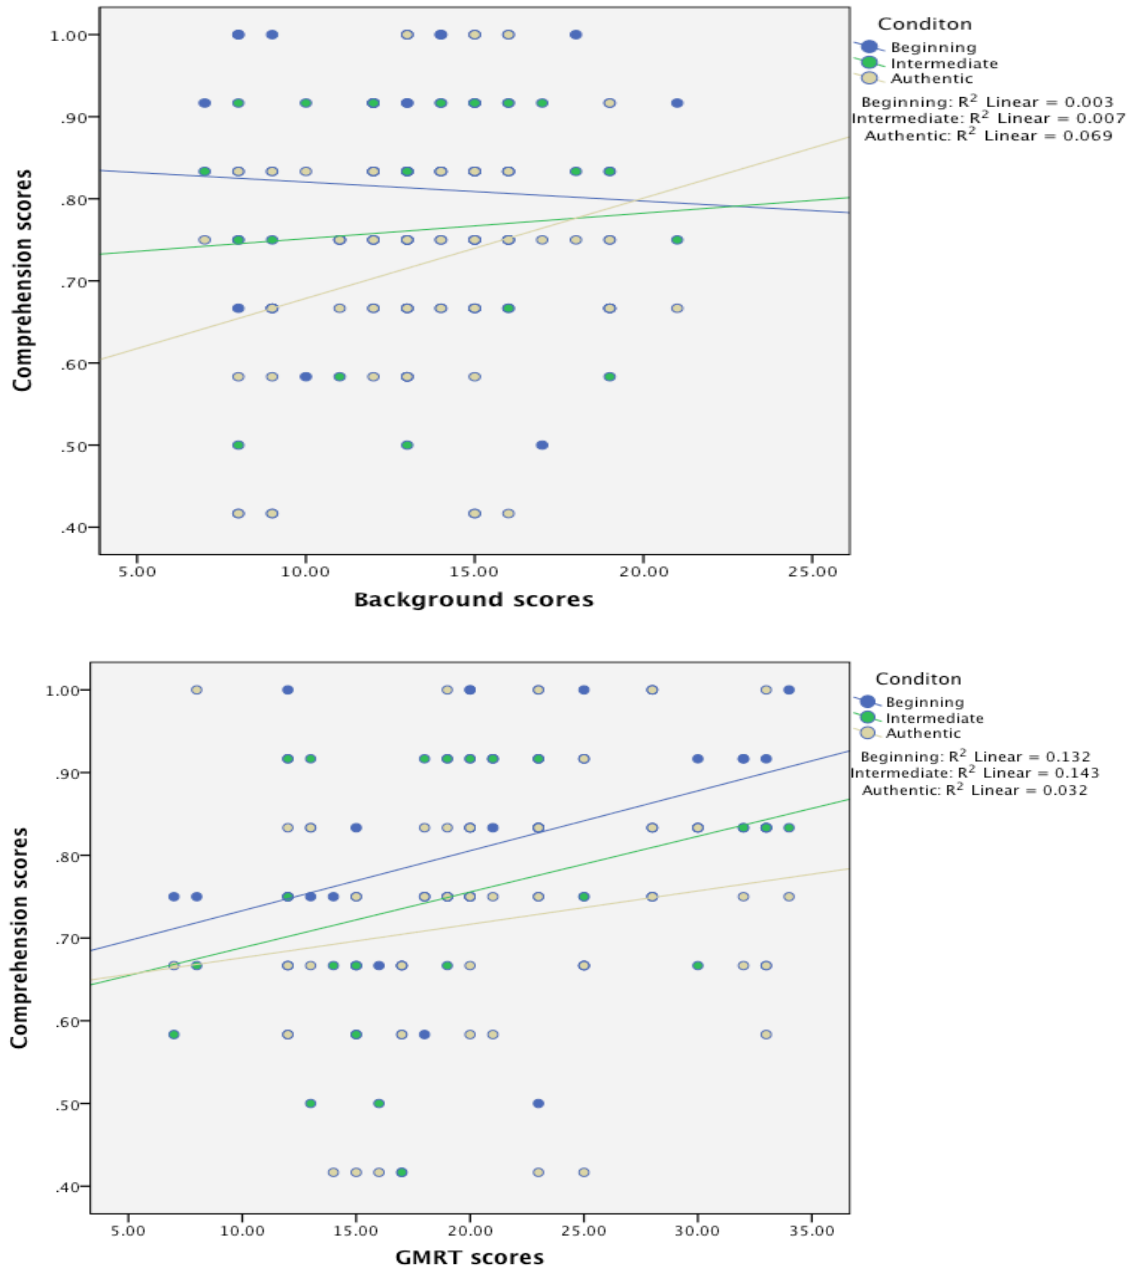 Conditon
Beginning
Intermediate
Authentic
Beginning: R² Linear = 0.003
Intermediate: R² Linear = 0.007
Authentic: R² Linear = 0.069
1.00
.90
.80
.70
.60
.50
.40
Comprehension scores
5.00 10.00 15.00 20.00 25.00
Background scores
Conditon
Beginning
Intermediate
Authentic
Beginning: R² Linear = 0.132
Intermediate: R² Linear = 0.143
Authentic: R² Linear = 0.032
1.00
.90
.80
.70
.60
.50
.40
Comprehension scores
5.00 10.00 15.00 20.00 25.00 30.00 35.00
GMRT scores